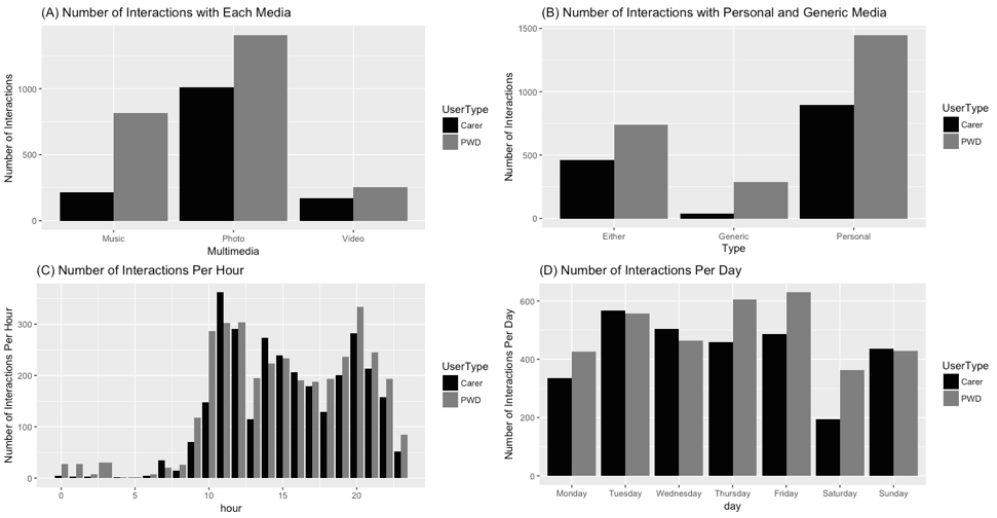 (A) Number of Interactions with Each Media
Number of Interactions
1000
500
0
Music Photo Video
Multimedia
UserType
Carer
PWD
(B) Number of Interactions with Personal and Generic Media
Number of Interactions
1500
1000
500
0
Either Generic Personal
Type
UserType
Carer
PWD
(C) Number of Interactions Per Hour
Number of Interactions Per Hour
300
200
100
0
0 5 10 15 20
hour
UserType
Carer
PWD
(D) Number of Interactions Per Day
Number of Interactions Per Day
600
400
200
0
Monday Tuesday Wednesday Thursday Friday Saturday Sunday
day
UserType
Carer
PWD